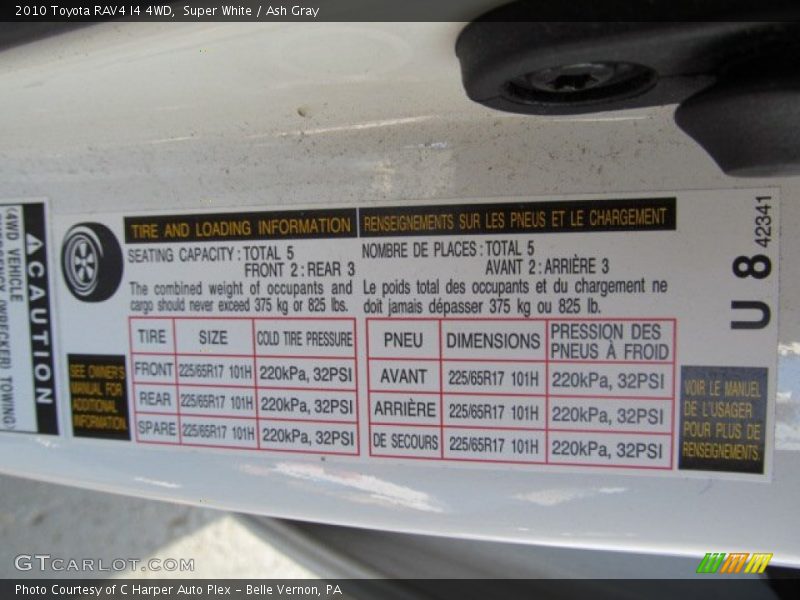 2010 Toyota RAV4 I4 4WD, Super White / Ash Gray
CAUTION
(4WD VEHICLE
(WRECKER) TOWING)
TIRE AND LOADING INFORMATION
SEATING CAPACITY : TOTAL 5
FRONT 2 : REAR 3
The combined weight of occupants and
cargo should never exceed 375 kg or 825 lbs.
TIRE SIZE COLD TIRE PRESSURE
FRONT 225/65R17 101H 220kPa, 32PSI
REAR 225/65R17 101H 220kPa, 32PSI
SPARE 225/65R17 101H 220kPa, 32PSI
SEE OWNER'S
MANUAL FOR
ADDITIONAL
INFORMATION.
RENSEIGNEMENTS SUR LES PNEUS ET LE CHARGEMENT
NOMBRE DE PLACES : TOTAL 5
AVANT 2 : ARRIÈRE 3
Le poids total des occupants et du chargement ne
doit jamais dépasser 375 kg ou 825 lb.
PNEU DIMENSIONS PRESSION DES
PNEUS À FROID
AVANT 225/65R17 101H 220kPa, 32PSI
ARRIÈRE 225/65R17 101H 220kPa, 32PSI
DE SECOURS 225/65R17 101H 220kPa, 32PSI
VOIR LE MANUEL
DE L'USAGER
POUR PLUS DE
RENSEIGNEMENTS.
U 8 42341
GTCARLOT.COM
Photo Courtesy of C Harper Auto Plex - Belle Vernon, PA